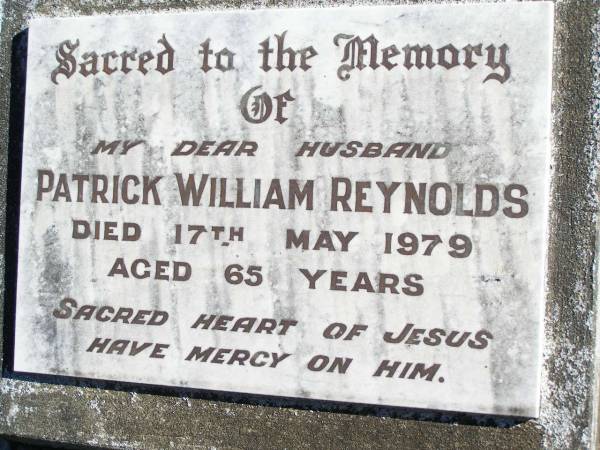 Sacred to the Memory
Of
MY DEAR HUSBAND
PATRICK WILLIAM REYNOLDS
DIED 17TH MAY 1979
AGED 65 YEARS
SACRED HEART OF JESUS
HAVE MERCY ON HIM.